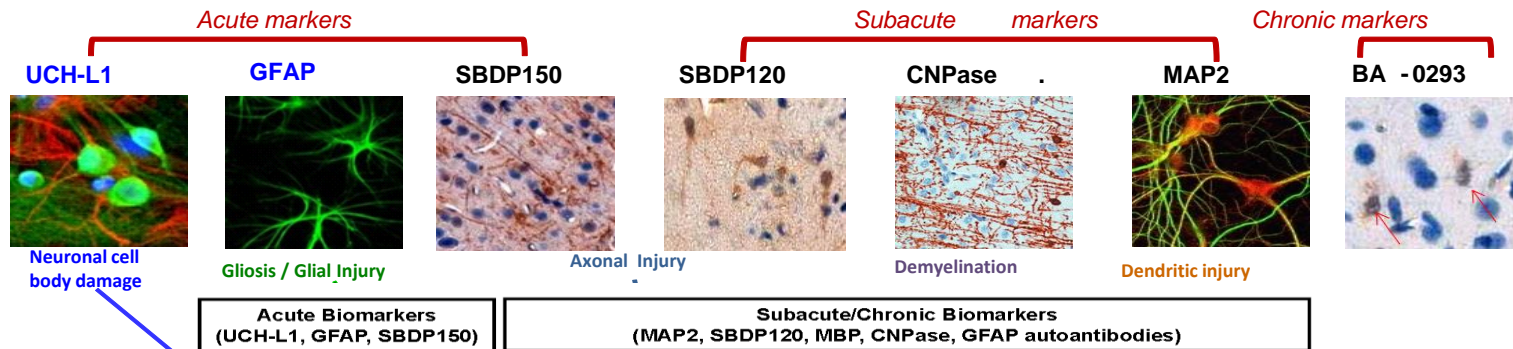 Acute markers
Subacute markers
Chronic markers
UCH-L1
GFAP
SBDP150
SBDP120
CNPase .
MAP2
BA -0293
Neuronal cell
body damage
Gliosis / Glial Injury
Axonal Injury
Demyelination
Dendritic injury
Acute Biomarkers
(UCH-L1, GFAP, SBDP150)
Subacute/Chronic Biomarkers
(MAP2, SBDP120, MBP, CNPase, GFAP autoantibodies)